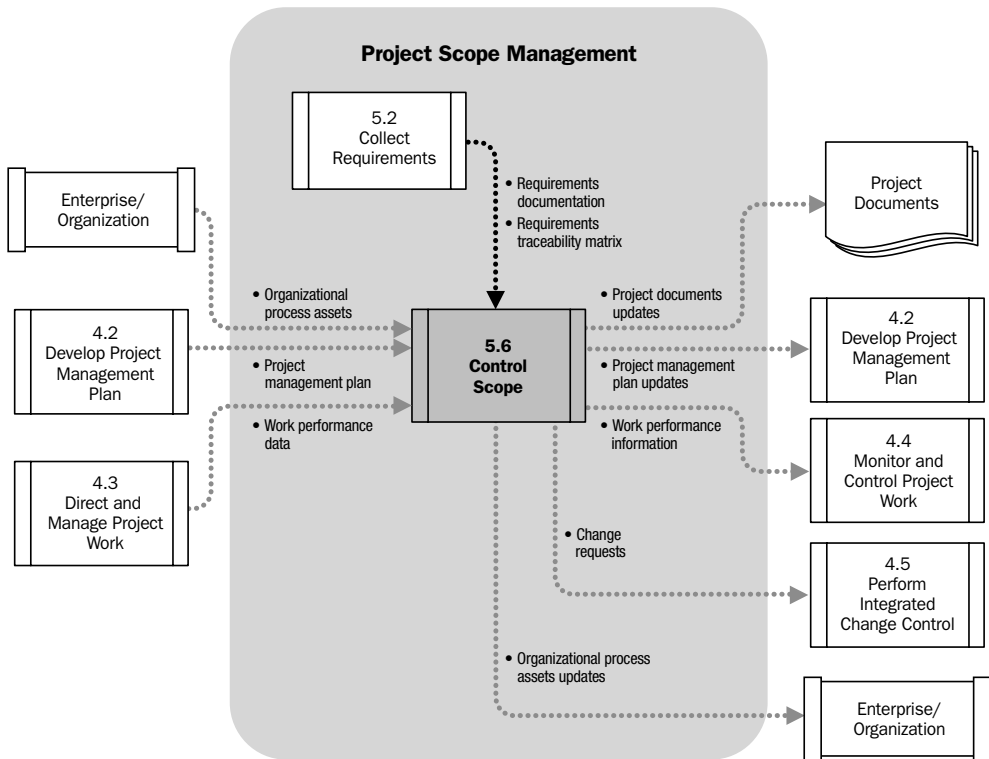 Project Scope Management
5.2
Collect
Requirements
Enterprise/
Organization
Project
Documents
• Requirements
documentation
• Requirements
traceability matrix
• Organizational
process assets
• Project documents
updates
4.2
Develop Project
Management
Plan
5.6
Control
Scope
4.2
Develop Project
Management
Plan
• Project
management plan
• Project management
plan updates
• Work performance
data
• Work performance
information
4.3
Direct and
Manage Project
Work
4.4
Monitor and
Control Project
Work
• Change
requests
4.5
Perform
Integrated
Change Control
• Organizational process
assets updates
Enterprise/
Organization